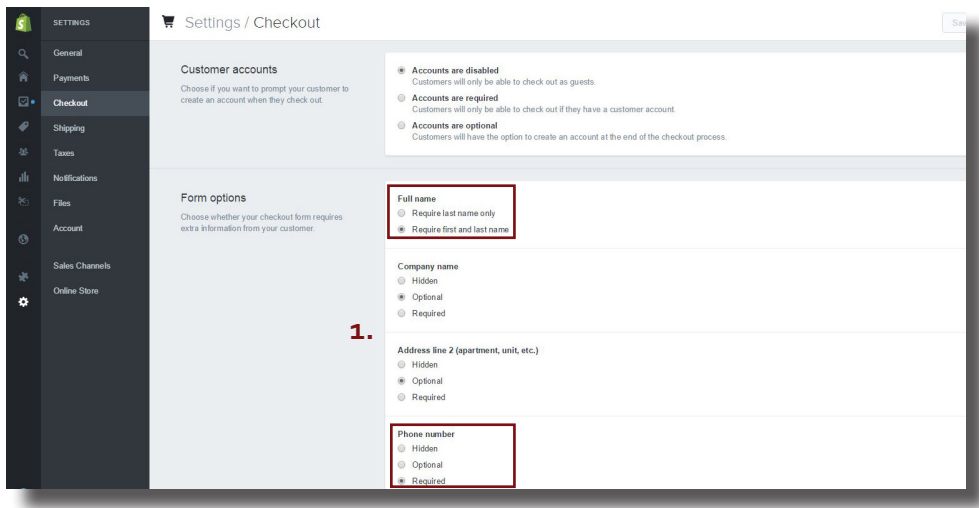 SETTINGS
Settings / Checkout
General
Payments
Checkout
Shipping
Taxes
Notifications
Files
Account
Sales Channels
Online Store
Customer accounts
Choose if you want to prompt your customer to
create an account when they check out.
Accounts are disabled
Customers will only be able to check out as guests.
Accounts are required
Customers will only be able to check out if they have a customer account.
Accounts are optional
Customers will have the option to create an account at the end of the checkout process.
Form options
Choose whether your checkout form requires
extra information from your customer.
1.
Full name
Require last name only
Require first and last name
Company name
Hidden
Optional
Required
Address line 2 (apartment, unit, etc.)
Hidden
Optional
Required
Phone number
Hidden
Optional
Required